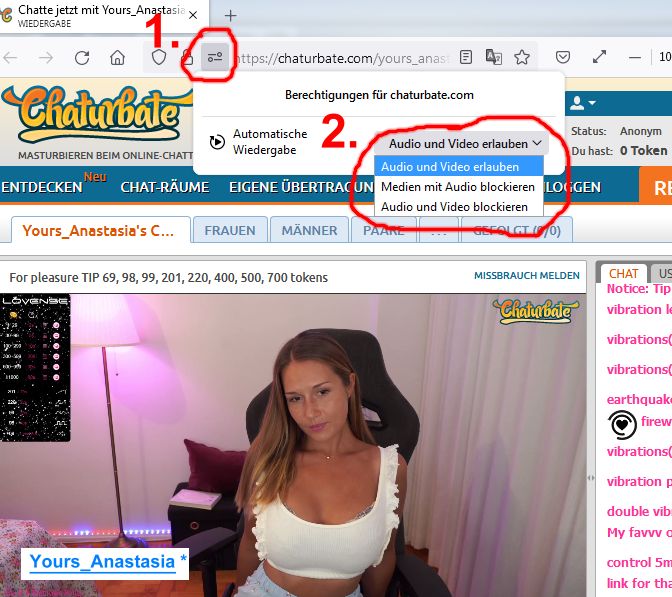 Chatte jetzt mit Yours_Anastasia
WIEDERGABE
1.
https://chaturbate.com/yours_anast
10
Berechtigungen für chaturbate.com
Automatische
Wiedergabe
2.
Audio und Video erlauben
Audio und Video erlauben
Medien mit Audio blockieren
Audio und Video blockieren
Chaturbate
MASTURBIEREN BEIM ONLINE-CHATT
Status: Anonym
Du hast: 0 Token
ENTDECKEN Neu CHAT-RÄUME EIGENE ÜBERTRAGUN LOGGEN RE
Yours_Anastasia's C... FRAUEN MÄNNER PAARE ... GEFOLGT (0/0)
For pleasure TIP 69, 98, 99, 201, 220, 400, 500, 700 tokens
MISSBRAUCH MELDEN
LOVENSE
Chaturbate
Yours_Anastasia *
CHAT US
Notice: Tip
vibration le
vibrations(
vibrations(
earthquake
firew
vibrations(
vibration p
double vib
My favvv o
control 5m
link for tha